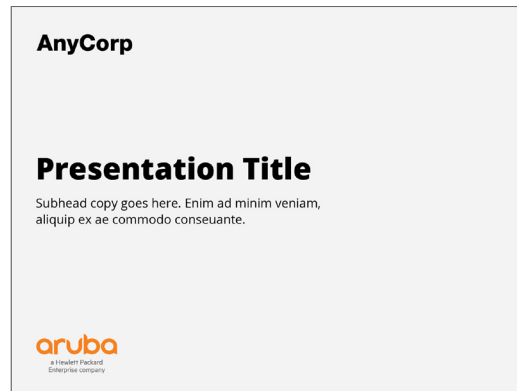 AnyCorp
Presentation Title
Subhead copy goes here. Enim ad minim veniam,
aliquip ex ae commodo conseuante.
aruba
a Hewlett Packard
Enterprise company